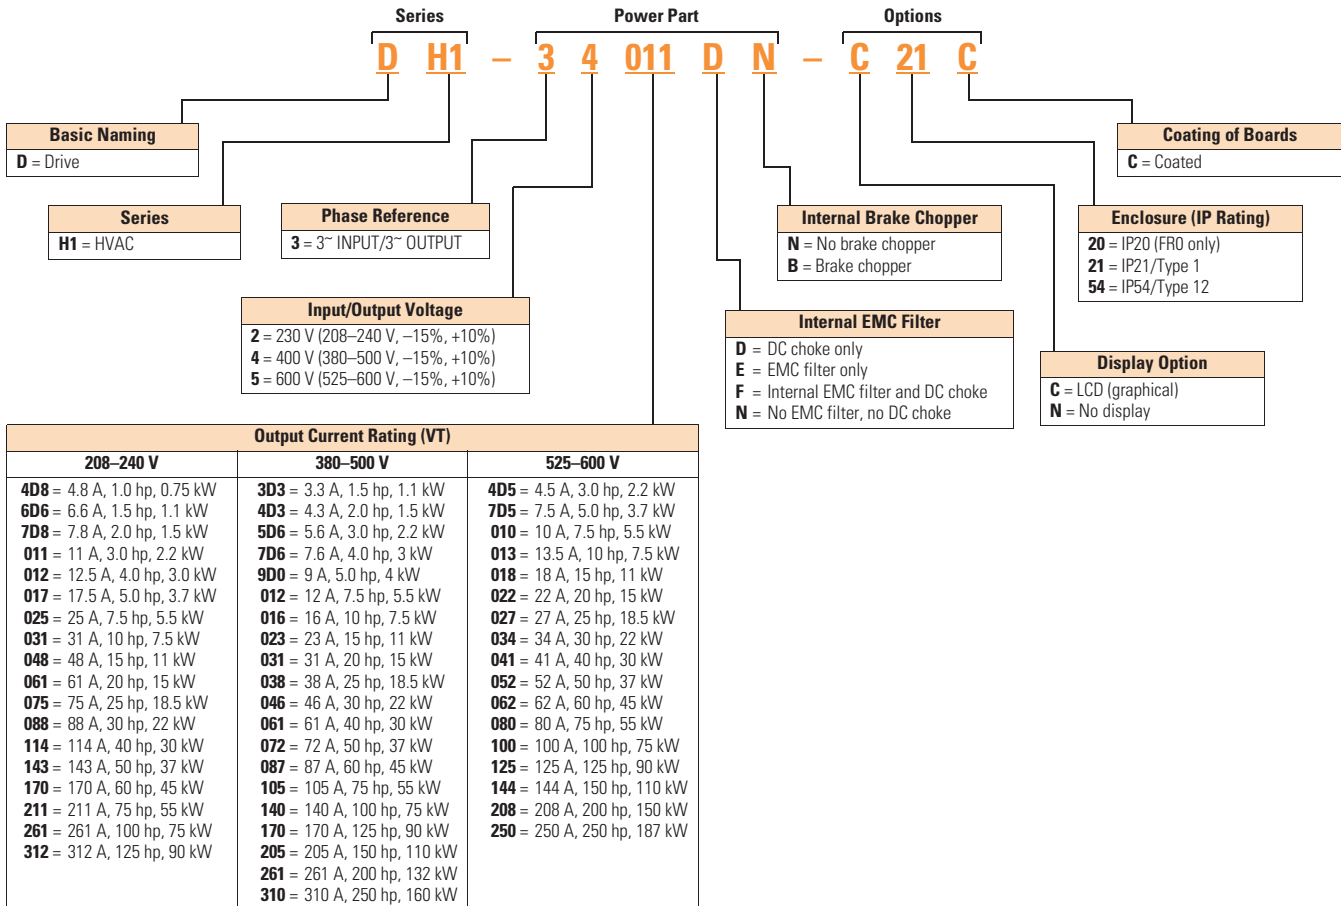 Series Power Part Options
D H1 – 3 4 011 D N – C 21 C
Basic Naming
D = Drive
Series
H1 = HVAC
Phase Reference
3 = 3~ INPUT/3~ OUTPUT
Input/Output Voltage
2 = 230 V (208–240 V, –15%, +10%)
4 = 400 V (380–500 V, –15%, +10%)
5 = 600 V (525–600 V, –15%, +10%)
Internal Brake Chopper
N = No brake chopper
B = Brake chopper
Internal EMC Filter
D = DC choke only
E = EMC filter only
F = Internal EMC filter and DC choke
N = No EMC filter, no DC choke
Coating of Boards
C = Coated
Enclosure (IP Rating)
20 = IP20 (FR0 only)
21 = IP21/Type 1
54 = IP54/Type 12
Display Option
C = LCD (graphical)
N = No display
Output Current Rating (VT)
208–240 V
4D8 = 4.8 A, 1.0 hp, 0.75 kW
6D6 = 6.6 A, 1.5 hp, 1.1 kW
7D8 = 7.8 A, 2.0 hp, 1.5 kW
011 = 11 A, 3.0 hp, 2.2 kW
012 = 12.5 A, 4.0 hp, 3.0 kW
017 = 17.5 A, 5.0 hp, 3.7 kW
025 = 25 A, 7.5 hp, 5.5 kW
031 = 31 A, 10 hp, 7.5 kW
048 = 48 A, 15 hp, 11 kW
061 = 61 A, 20 hp, 15 kW
075 = 75 A, 25 hp, 18.5 kW
088 = 88 A, 30 hp, 22 kW
114 = 114 A, 40 hp, 30 kW
143 = 143 A, 50 hp, 37 kW
170 = 170 A, 60 hp, 45 kW
211 = 211 A, 75 hp, 55 kW
261 = 261 A, 100 hp, 75 kW
312 = 312 A, 125 hp, 90 kW
380–500 V
3D3 = 3.3 A, 1.5 hp, 1.1 kW
4D3 = 4.3 A, 2.0 hp, 1.5 kW
5D6 = 5.6 A, 3.0 hp, 2.2 kW
7D6 = 7.6 A, 4.0 hp, 3 kW
9D0 = 9 A, 5.0 hp, 4 kW
012 = 12 A, 7.5 hp, 5.5 kW
016 = 16 A, 10 hp, 7.5 kW
023 = 23 A, 15 hp, 11 kW
031 = 31 A, 20 hp, 15 kW
038 = 38 A, 25 hp, 18.5 kW
046 = 46 A, 30 hp, 22 kW
061 = 61 A, 40 hp, 30 kW
072 = 72 A, 50 hp, 37 kW
087 = 87 A, 60 hp, 45 kW
105 = 105 A, 75 hp, 55 kW
140 = 140 A, 100 hp, 75 kW
170 = 170 A, 125 hp, 90 kW
205 = 205 A, 150 hp, 110 kW
261 = 261 A, 200 hp, 132 kW
310 = 310 A, 250 hp, 160 kW
525–600 V
4D5 = 4.5 A, 3.0 hp, 2.2 kW
7D5 = 7.5 A, 5.0 hp, 3.7 kW
010 = 10 A, 7.5 hp, 5.5 kW
013 = 13.5 A, 10 hp, 7.5 kW
018 = 18 A, 15 hp, 11 kW
022 = 22 A, 20 hp, 15 kW
027 = 27 A, 25 hp, 18.5 kW
034 = 34 A, 30 hp, 22 kW
041 = 41 A, 40 hp, 30 kW
052 = 52 A, 50 hp, 37 kW
062 = 62 A, 60 hp, 45 kW
080 = 80 A, 75 hp, 55 kW
100 = 100 A, 100 hp, 75 kW
125 = 125 A, 125 hp, 90 kW
144 = 144 A, 150 hp, 110 kW
208 = 208 A, 200 hp, 150 kW
250 = 250 A, 250 hp, 187 kW